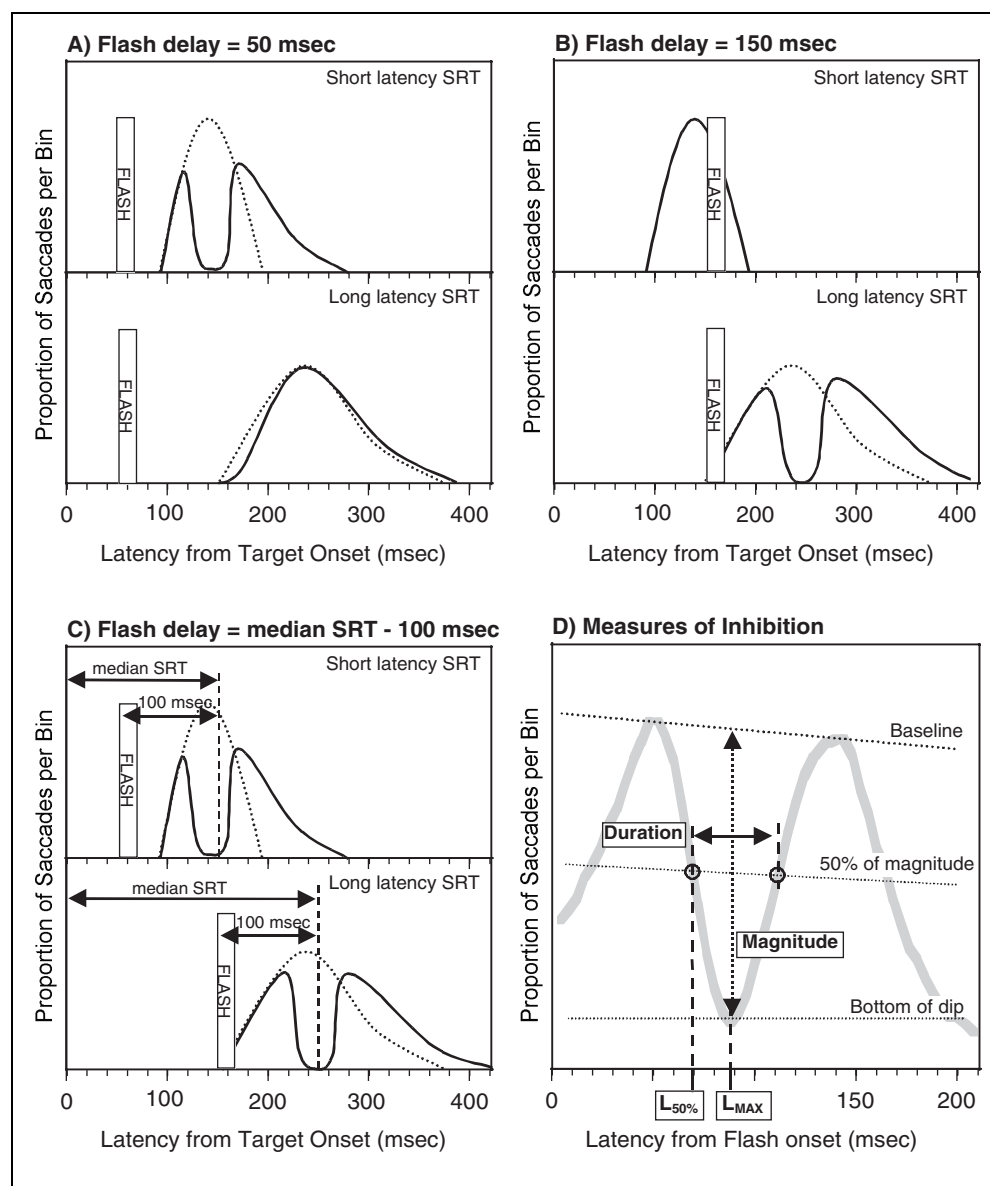 A) Flash delay = 50 msec
Short latency SRT
FLASH
Long latency SRT
FLASH
Proportion of Saccades per Bin
0 100 200 300 400
Latency from Target Onset (msec)
B) Flash delay = 150 msec
Short latency SRT
FLASH
Long latency SRT
FLASH
Proportion of Saccades per Bin
0 100 200 300 400
Latency from Target Onset (msec)
C) Flash delay = median SRT - 100 msec
Short latency SRT
median SRT
100 msec
FLASH
Long latency SRT
median SRT
100 msec
FLASH
Proportion of Saccades per Bin
0 100 200 300 400
Latency from Target Onset (msec)
D) Measures of Inhibition
Baseline
Duration
50% of magnitude
Magnitude
Bottom of dip
Proportion of Saccades per Bin
0 L50% LMAX 150 200
Latency from Flash onset (msec)